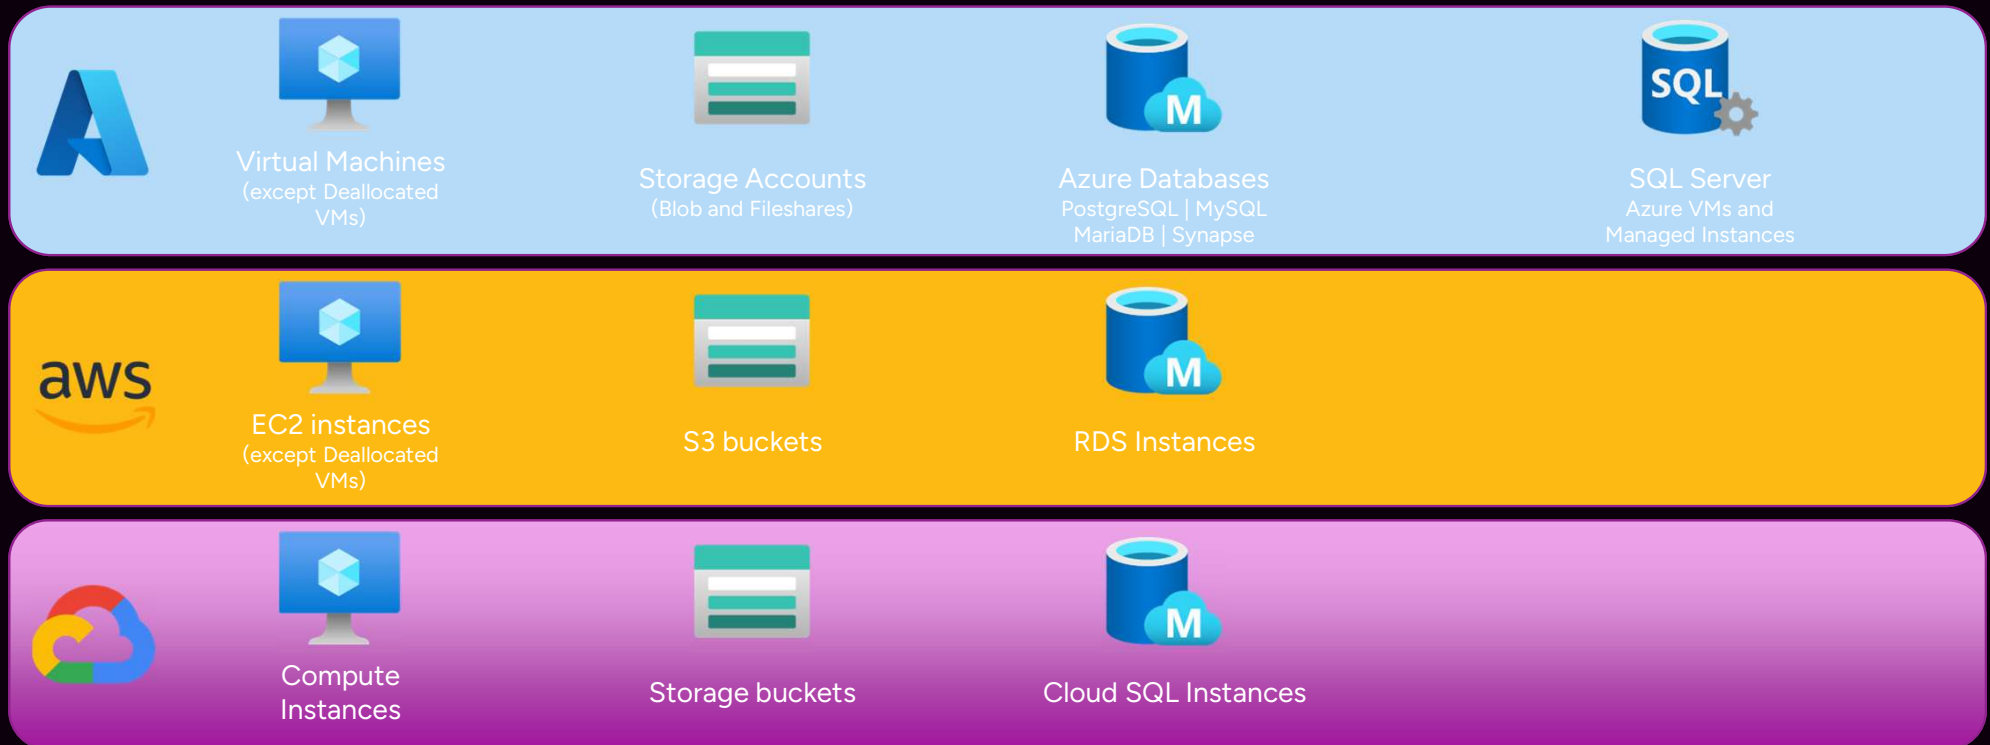 Virtual Machines
(except Deallocated
VMs)
Storage Accounts
(Blob and Fileshares)
M
Azure Databases
PostgreSQL | MySQL
MariaDB | Synapse
SQL
SQL Server
Azure VMs and
Managed Instances
aws
EC2 instances
(except Deallocated
VMs)
S3 buckets
M
RDS Instances
Compute
Instances
Storage buckets
M
Cloud SQL Instances